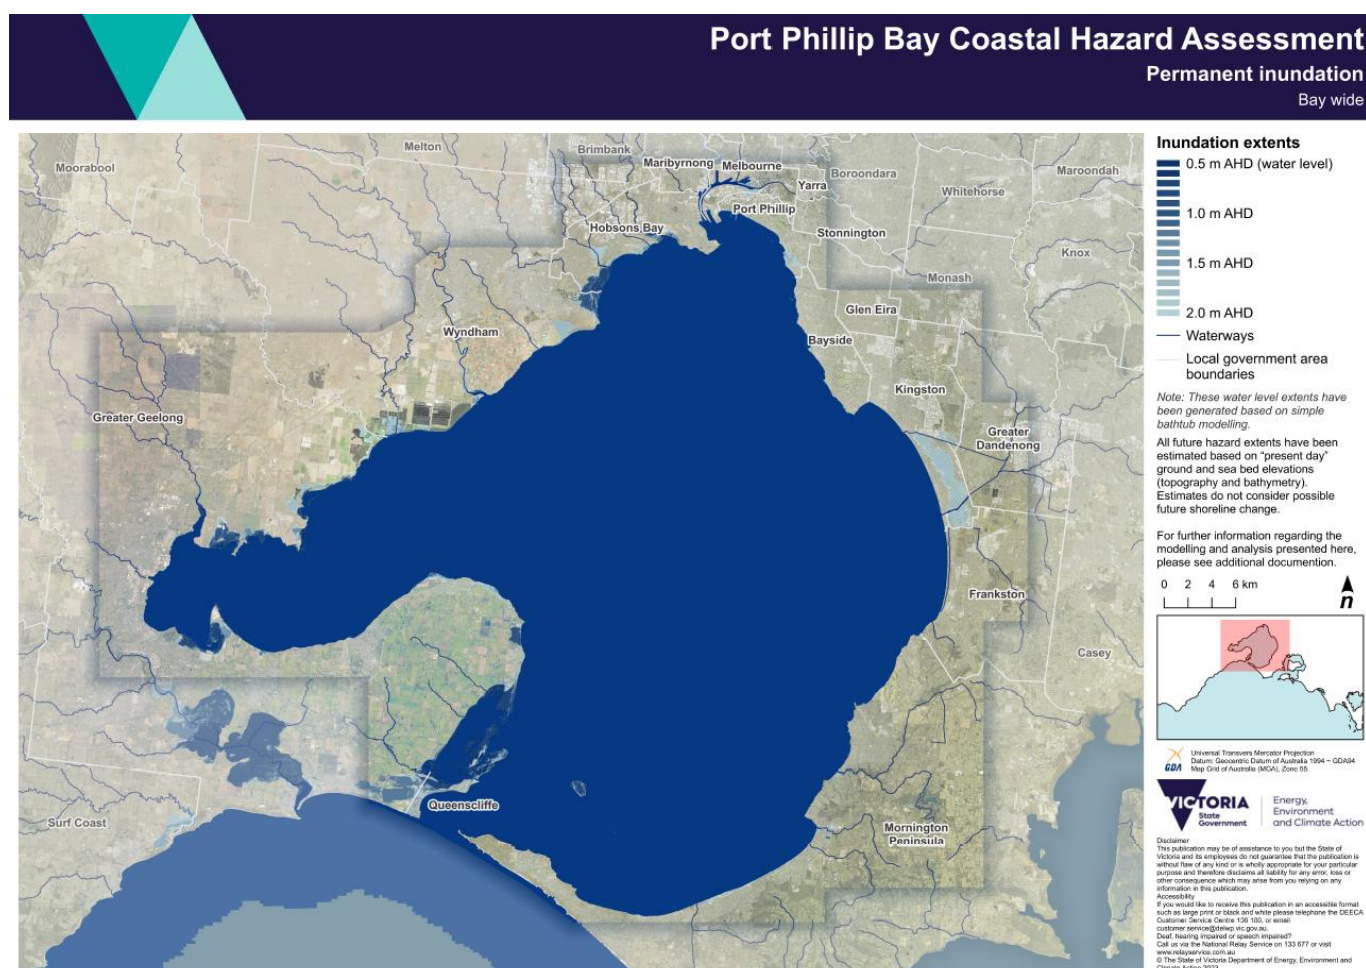 Port Phillip Bay Coastal Hazard Assessment
Permanent inundation
Bay wide
Moorabool
Melton
Brimbank
Maribyrnong
Melbourne
Boroondara
Maroondah
Yarra
Whitehorse
Port Phillip
Hobsons Bay
Stonnington
Knox
Monash
Glen Eira
Wyndham
Bayside
Kingston
Greater Geelong
Greater
Dandenong
Frankston
Casey
Queenscliffe
Surf Coast
Mornington
Peninsula
Inundation extents
0.5 m AHD (water level)
1.0 m AHD
1.5 m AHD
2.0 m AHD
Waterways
Local government area
boundaries
Note: These water level extents have
been generated based on simple
bathtub modelling.
All future hazard extents have been
estimated based on “present day”
ground and sea bed elevations
(topography and bathymetry).
Estimates do not consider possible
future shoreline change.
For further information regarding the
modelling and analysis presented here,
please see additional documention.
0 2 4 6 km
n
GDA
Universal Transvers Mercator Projection
Datum: Geocentric Datum of Australia 1994 - GDA94
Map Grid of Australia (MGA), Zone 55.
VICTORIA
State
Government
Energy,
Environment
and Climate Action
Disclaimer
This publication may be of assistance to you but the State of
Victoria and its employees do not guarantee that the publication is
without flaw of any kind or is wholly appropriate for your particular
purpose and therefore disclaims all liability for any error, loss or
other consequence which may arise from you relying on any
information in this publication.
Accessibility
If you would like to receive this publication in an accessible format
such as large print or black and white please telephone the DEECA
Customer Service Centre 136 186, or email
customer.service@delwp.vic.gov.au.
Deaf, hearing impaired or speech impaired?
Call us via the National Relay Service on 133 677 or visit
www.relayservice.com.au
© The State of Victoria Department of Energy, Environment and
Climate Action 2023